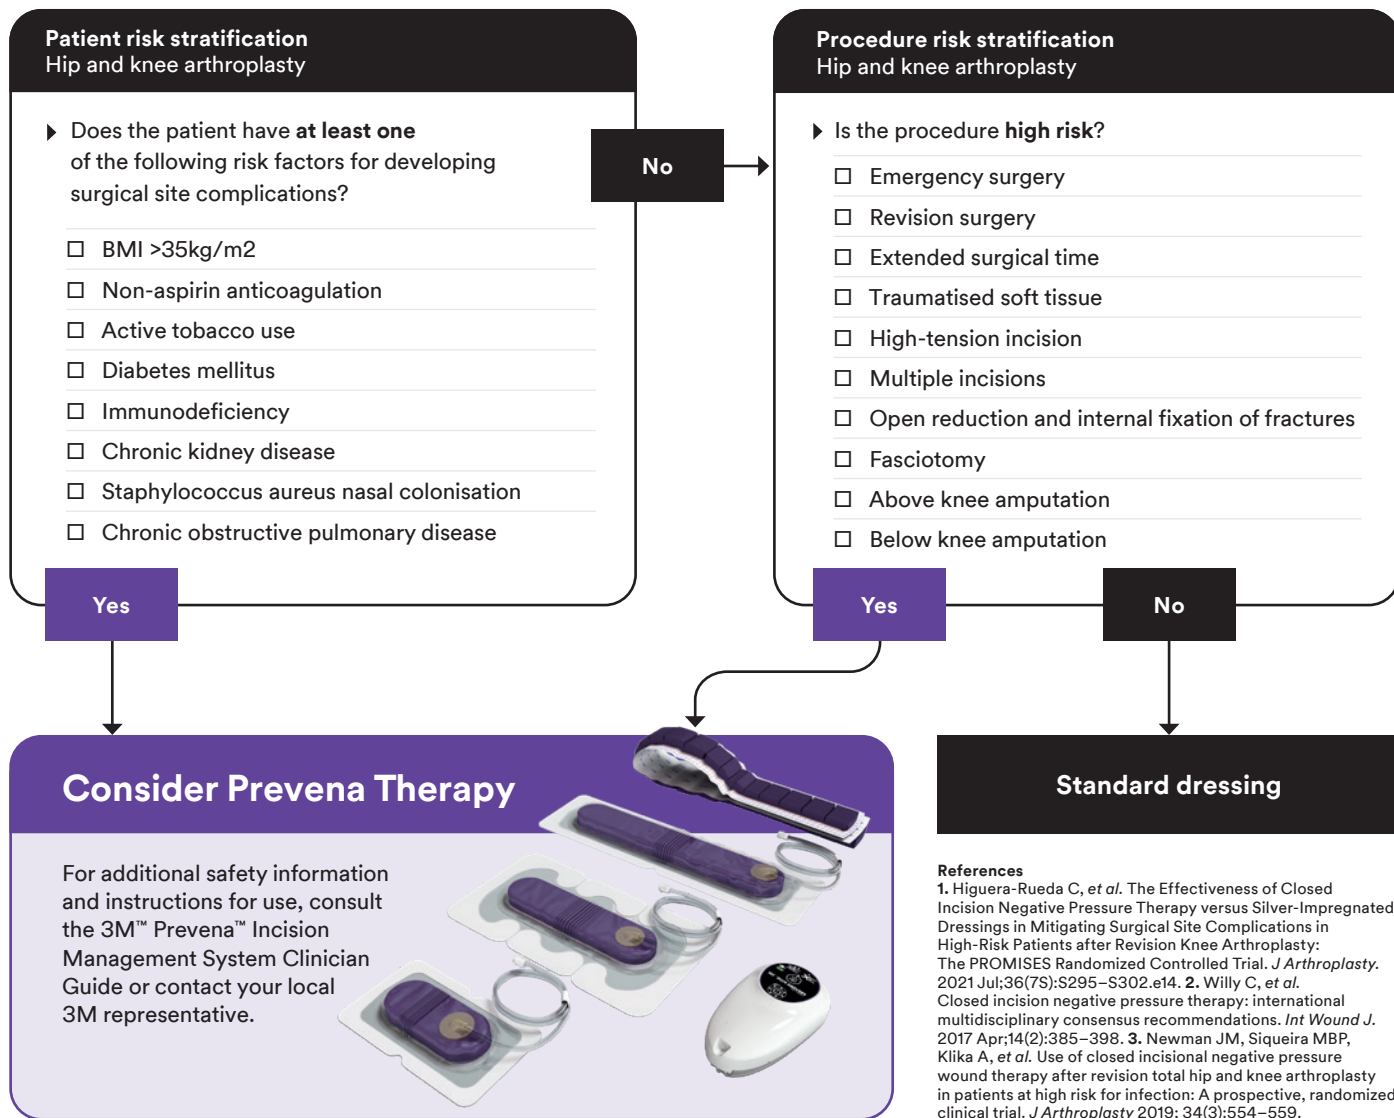 Patient risk stratification
Hip and knee arthroplasty
▶ Does the patient have at least one
of the following risk factors for developing
surgical site complications?
☐ BMI >35kg/m2
☐ Non-aspirin anticoagulation
☐ Active tobacco use
☐ Diabetes mellitus
☐ Immunodeficiency
☐ Chronic kidney disease
☐ Staphylococcus aureus nasal colonisation
☐ Chronic obstructive pulmonary disease
Yes
No
Procedure risk stratification
Hip and knee arthroplasty
▶ Is the procedure high risk?
☐ Emergency surgery
☐ Revision surgery
☐ Extended surgical time
☐ Traumatised soft tissue
☐ High-tension incision
☐ Multiple incisions
☐ Open reduction and internal fixation of fractures
☐ Fasciotomy
☐ Above knee amputation
☐ Below knee amputation
Yes
No
Consider Prevena Therapy
For additional safety information
and instructions for use, consult
the 3M™ Prevena™ Incision
Management System Clinician
Guide or contact your local
3M representative.
Standard dressing
References
1. Higuera-Rueda C, et al. The Effectiveness of Closed
Incision Negative Pressure Therapy versus Silver-Impregnated
Dressings in Mitigating Surgical Site Complications in
High-Risk Patients after Revision Knee Arthroplasty:
The PROMISES Randomized Controlled Trial. J Arthroplasty.
2021 Jul;36(7S):S295–S302.e14. 2. Willy C, et al.
Closed incision negative pressure therapy: international
multidisciplinary consensus recommendations. Int Wound J.
2017 Apr;14(2):385–398. 3. Newman JM, Siqueira MBP,
Klika A, et al. Use of closed incisional negative pressure
wound therapy after revision total hip and knee arthroplasty
in patients at high risk for infection: A prospective, randomized
clinical trial. J Arthroplasty 2019; 34(3):554–559.